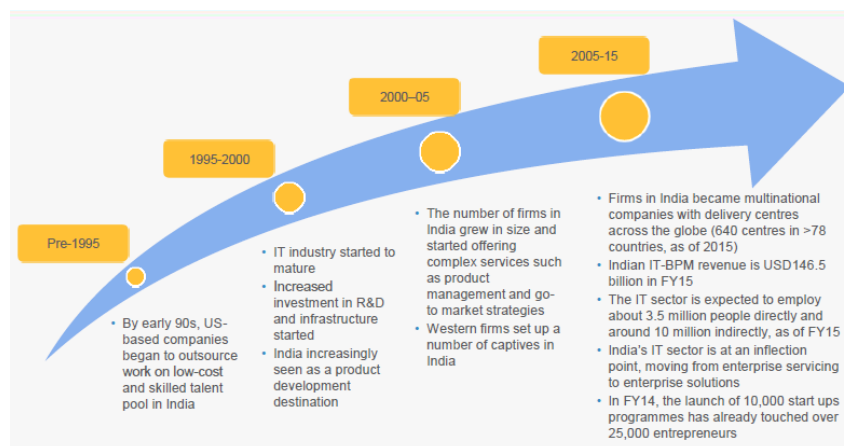 Pre-1995
By early 90s, US-
based companies
began to outsource
work on low-cost
and skilled talent
pool in India
1995-2000
IT industry started to
mature
Increased
investment in R&D
and infrastructure
started
India increasingly
seen as a product
development
destination
2000–05
The number of firms in
India grew in size and
started offering
complex services such
as product
management and go-
to market strategies
Western firms set up a
number of captives in
India
2005-15
Firms in India became multinational
companies with delivery centres
across the globe (640 centres in >78
countries, as of 2015)
Indian IT-BPM revenue is USD146.5
billion in FY15
The IT sector is expected to employ
about 3.5 million people directly and
around 10 million indirectly, as of FY15
India's IT sector is at an inflection
point, moving from enterprise servicing
to enterprise solutions
In FY14, the launch of 10,000 start ups
programmes has already touched over
25,000 entrepreneurs